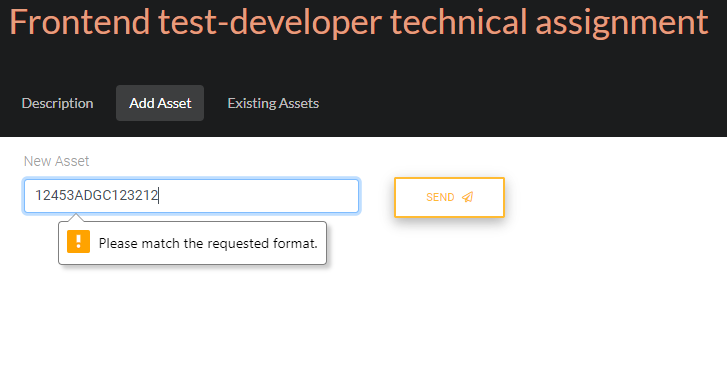 Frontend test-developer technical assignment
Description Add Asset Existing Assets
New Asset
12453ADGC123212 SEND
! Please match the requested format.